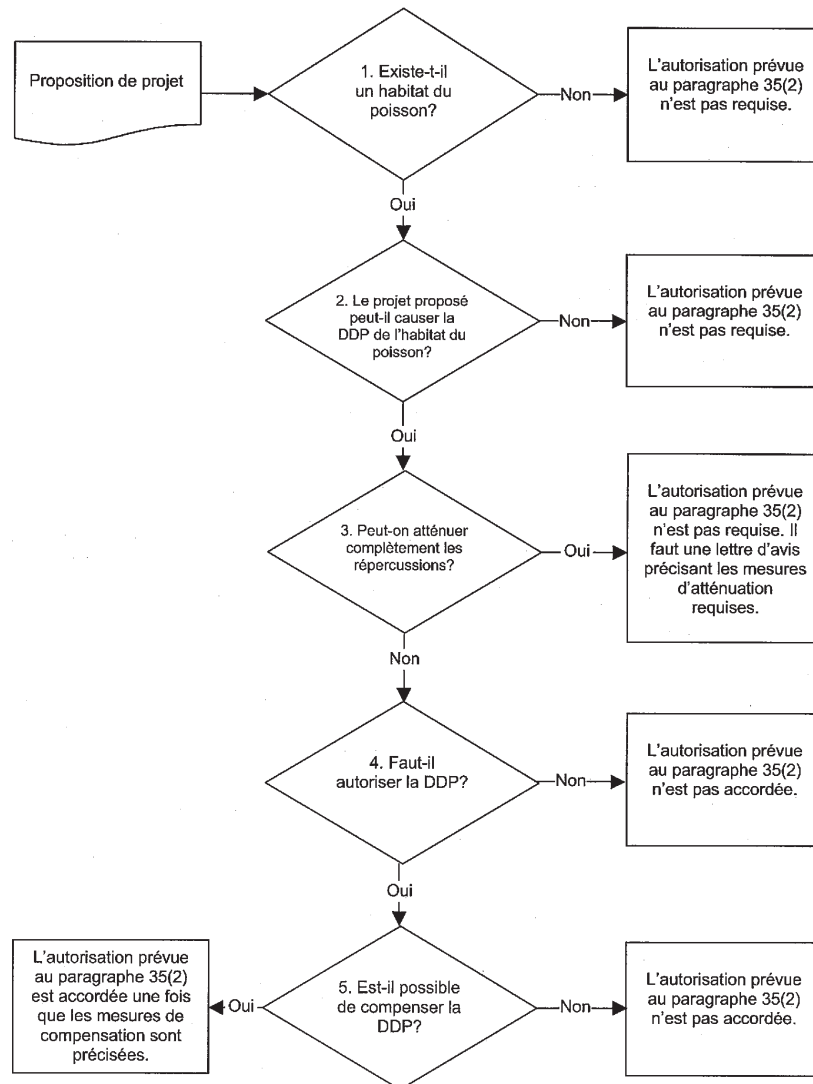 Proposition de projet
1. Existe-t-il
un habitat du
poisson?
Non
L'autorisation prévue
au paragraphe 35(2)
n'est pas requise.
Oui
2. Le projet proposé
peut-il causer la
DDP de l'habitat du
poisson?
Non
L'autorisation prévue
au paragraphe 35(2)
n'est pas requise.
Oui
3. Peut-on atténuer
complètement les
répercussions?
Oui
L'autorisation prévue
au paragraphe 35(2)
n'est pas requise. Il
faut une lettre d'avis
précisant les mesures
d'atténuation
requises.
Non
4. Faut-il
autoriser la DDP?
Non
L'autorisation prévue
au paragraphe 35(2)
n'est pas accordée.
Oui
L'autorisation prévue
au paragraphe 35(2)
est accordée une fois
que les mesures de
compensation sont
précisées.
Oui
5. Est-il possible
de compenser la
DDP?
Non
L'autorisation prévue
au paragraphe 35(2)
n'est pas accordée.